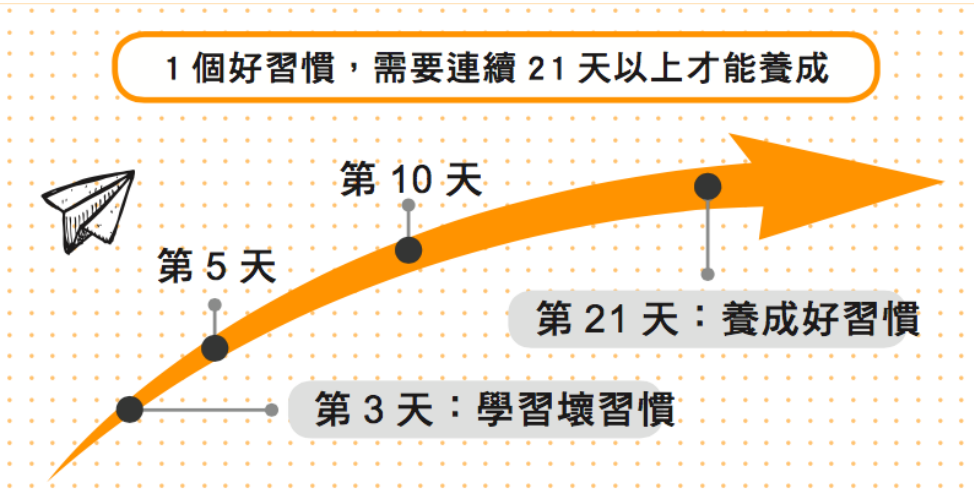 1 個好習慣，需要連續 21 天以上才能養成
第 10 天
第 5 天
第 21 天：養成好習慣
第 3 天：學習壞習慣